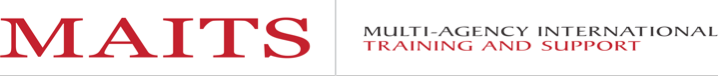 MAITS
MULTI-AGENCY INTERNATIONAL
TRAINING AND SUPPORT